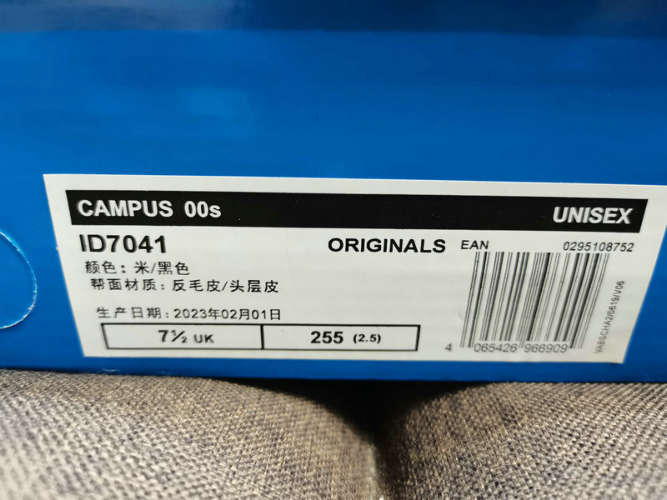 CAMPUS 00s UNISEX
ID7041 ORIGINALS EAN 0295108752
颜色：米/黑色
帮面材质：反毛皮/头层皮
生产日期：2023年02月01日
7½ UK 255 (2.5)
4 065426 966909